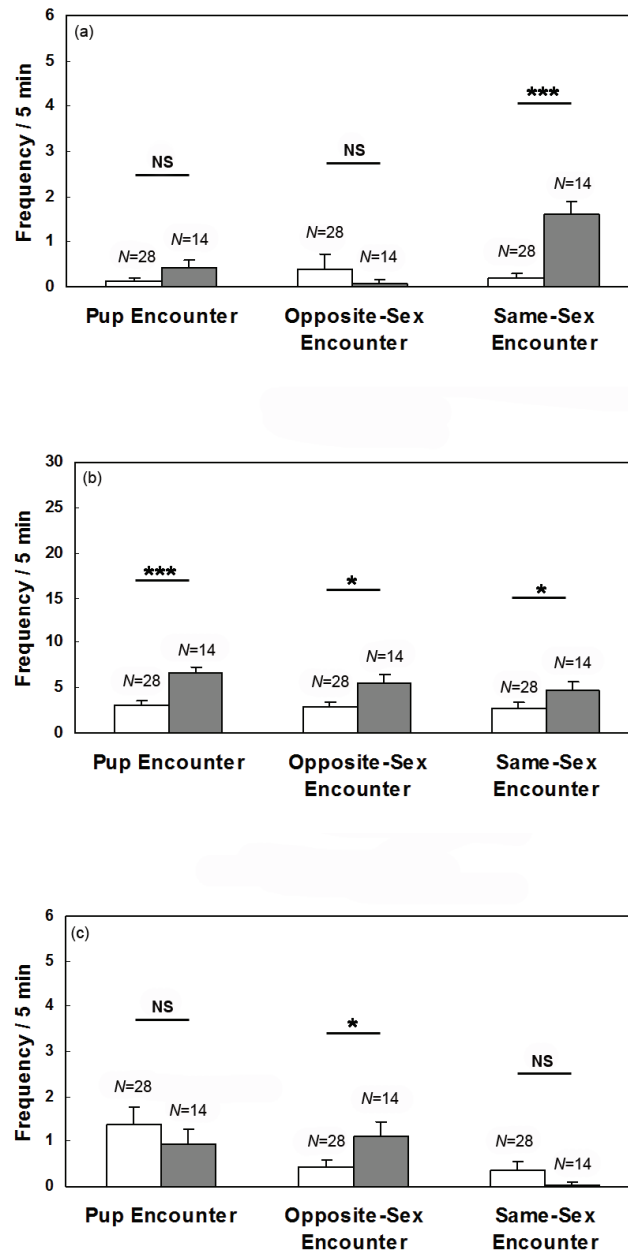 (a)
Frequency / 5 min
6
5
4
3
2
1
0
NS
NS
***
N=28
N=14
N=28
N=14
N=28
N=14
Pup Encounter
Opposite-Sex
Encounter
Same-Sex
Encounter
(b)
Frequency / 5 min
30
25
20
15
10
5
0
***
*
*
N=28
N=14
N=28
N=14
N=28
N=14
Pup Encounter
Opposite-Sex
Encounter
Same-Sex
Encounter
(c)
Frequency / 5 min
6
5
4
3
2
1
0
NS
*
NS
N=28
N=14
N=28
N=14
N=28
N=14
Pup Encounter
Opposite-Sex
Encounter
Same-Sex
Encounter